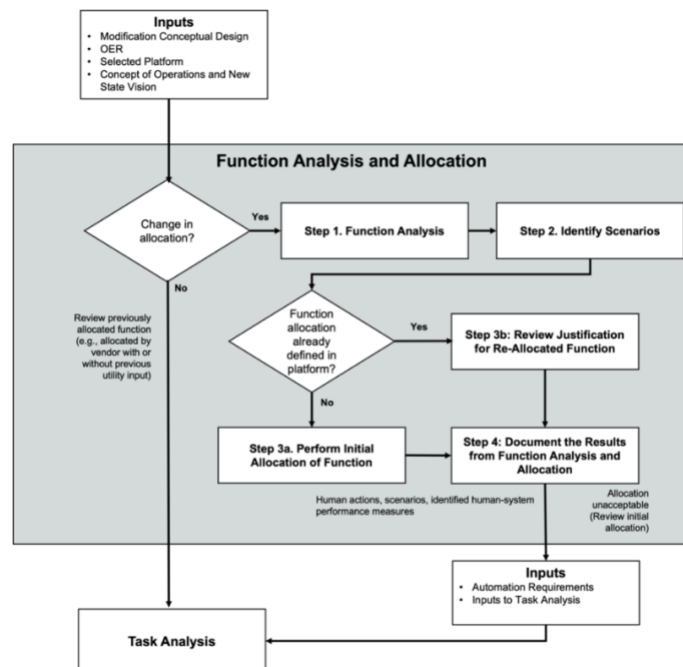 Inputs
• Modification Conceptual Design
• OER
• Selected Platform
• Concept of Operations and New
State Vision
Function Analysis and Allocation
Change in
allocation?
Yes
Step 1. Function Analysis
Step 2. Identify Scenarios
No
Review previously
allocated function
(e.g., allocated by
vendor with or
without previous
utility input)
Function
allocation
already
defined in
platform?
Yes
Step 3b: Review Justification
for Re-Allocated Function
No
Step 3a. Perform Initial
Allocation of Function
Step 4: Document the Results
from Function Analysis and
Allocation
Human actions, scenarios, identified human-system
performance measures
Allocation
unacceptable
(Review initial
allocation)
Inputs
• Automation Requirements
• Inputs to Task Analysis
Task Analysis